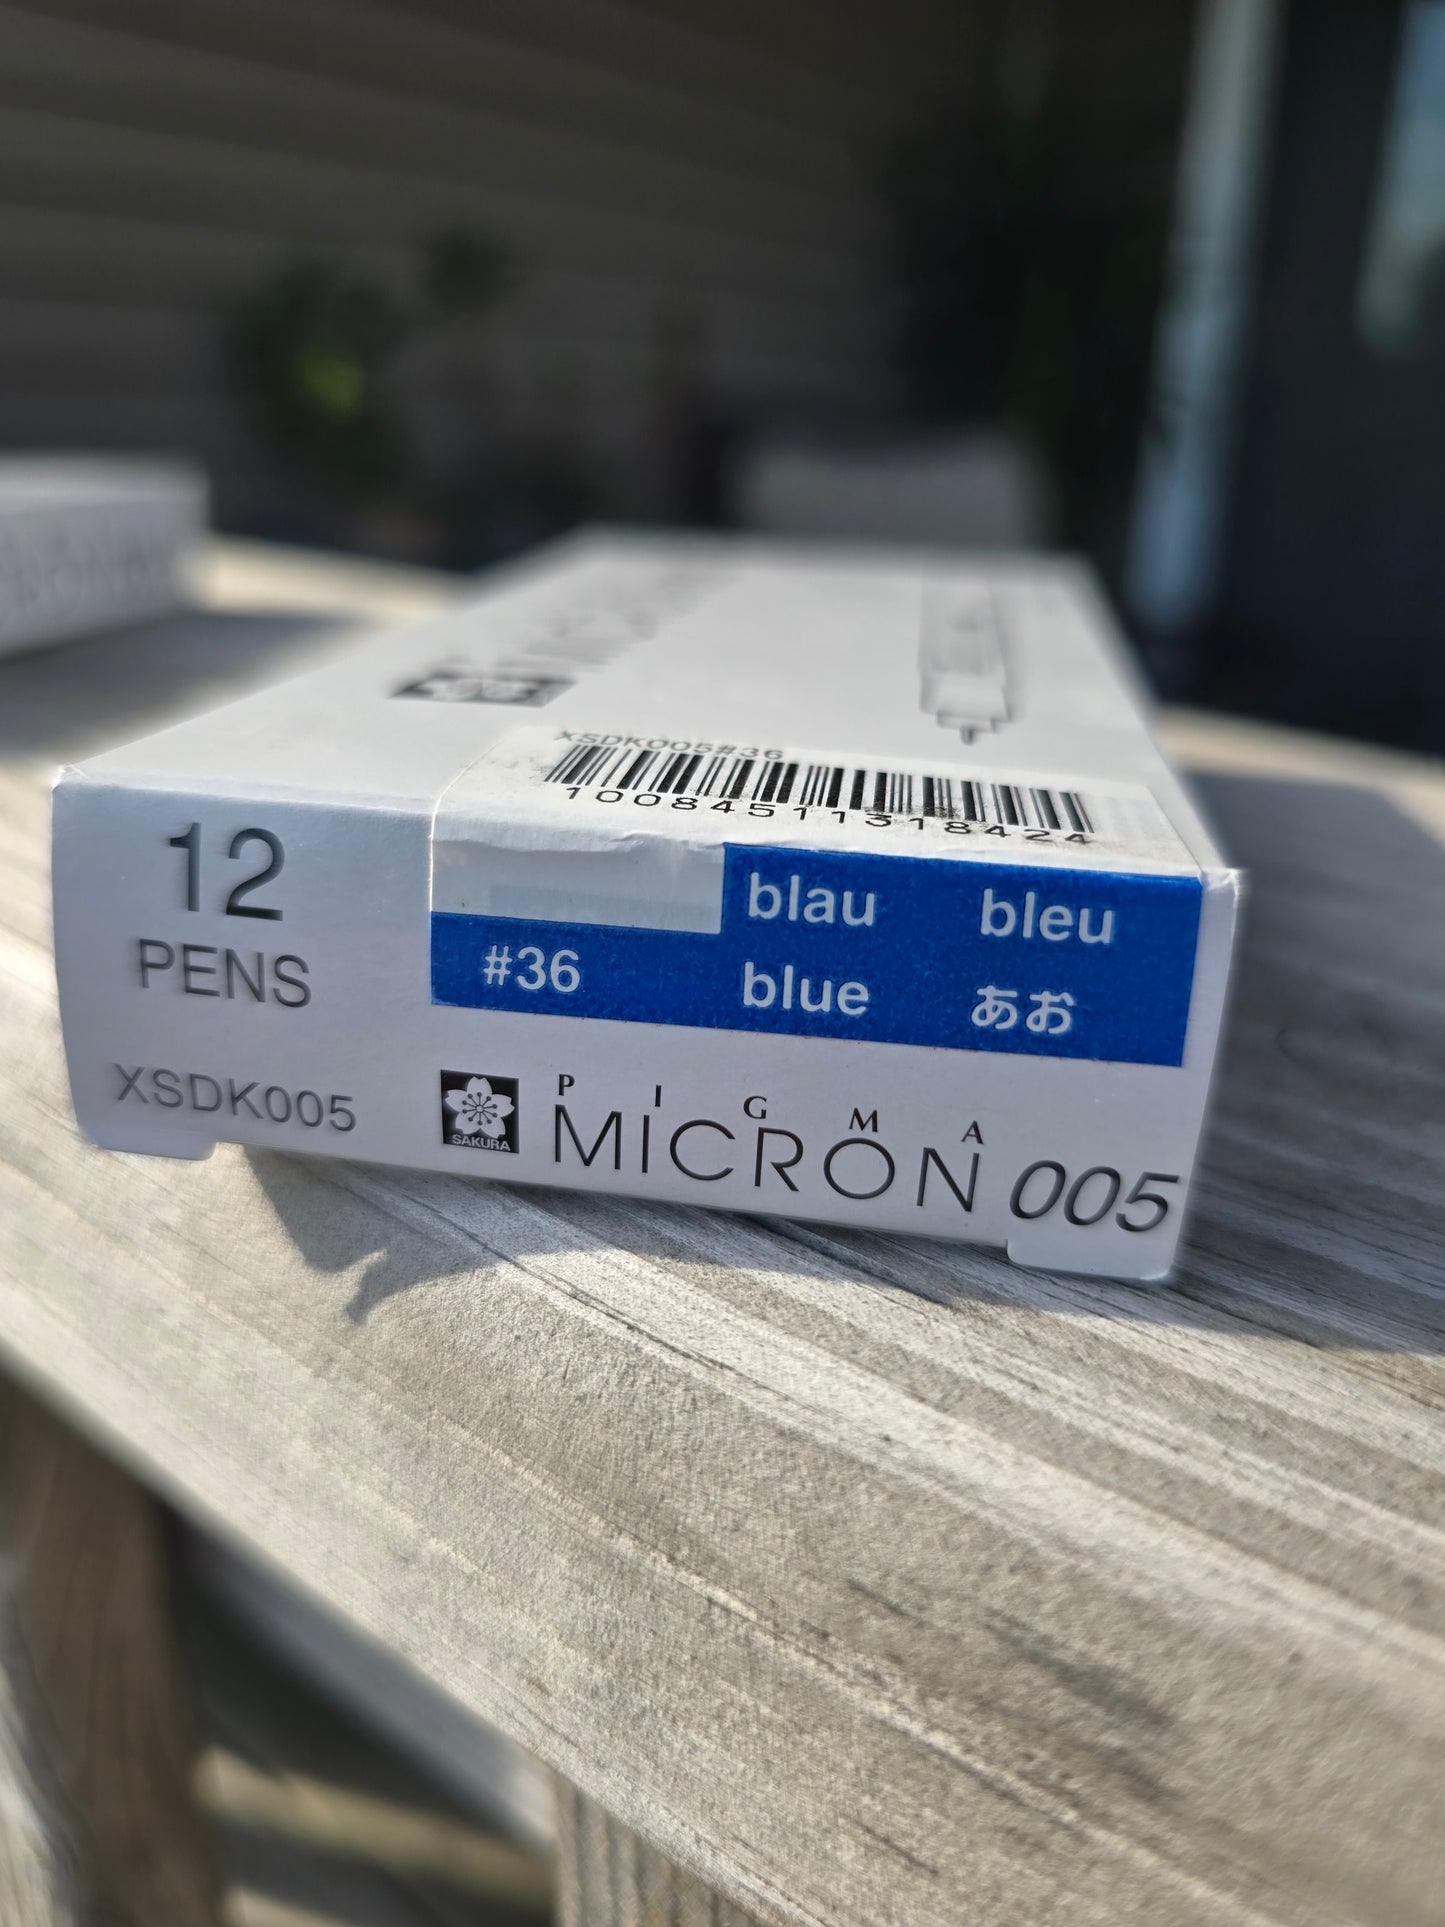 XSDK005#36
10084511318424
12
PENS
XSDK005
blau bleu
#36 blue あお
SAKURA
PIGMA
MICRON 005